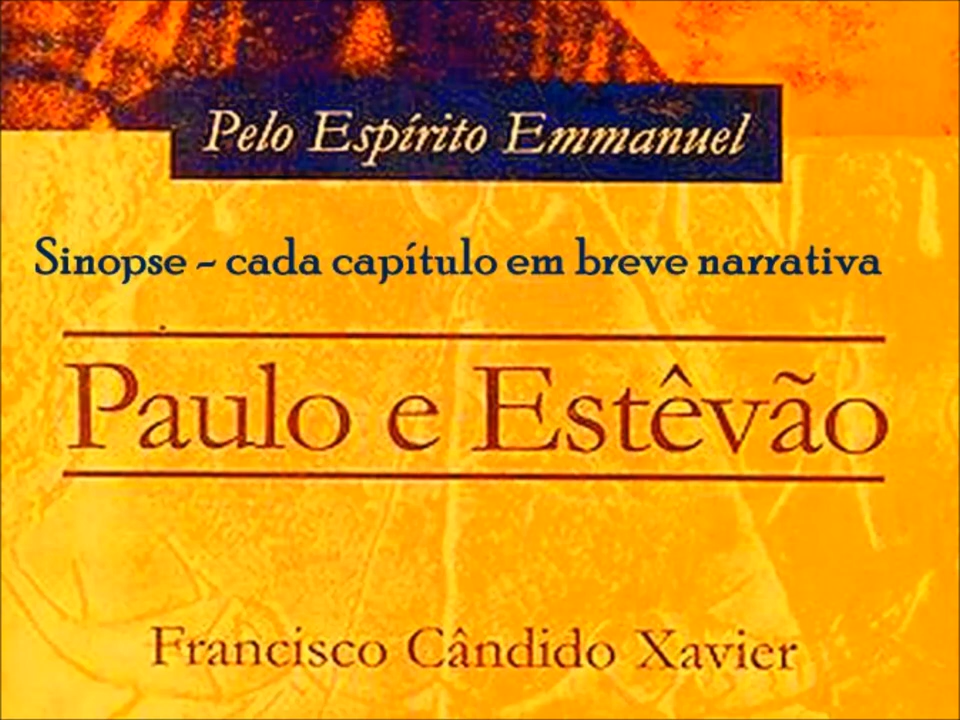 Pelo Espírito Emmanuel
Sinopse - cada capítulo em breve narrativa
Paulo e Estêvão
Francisco Cândido Xavier